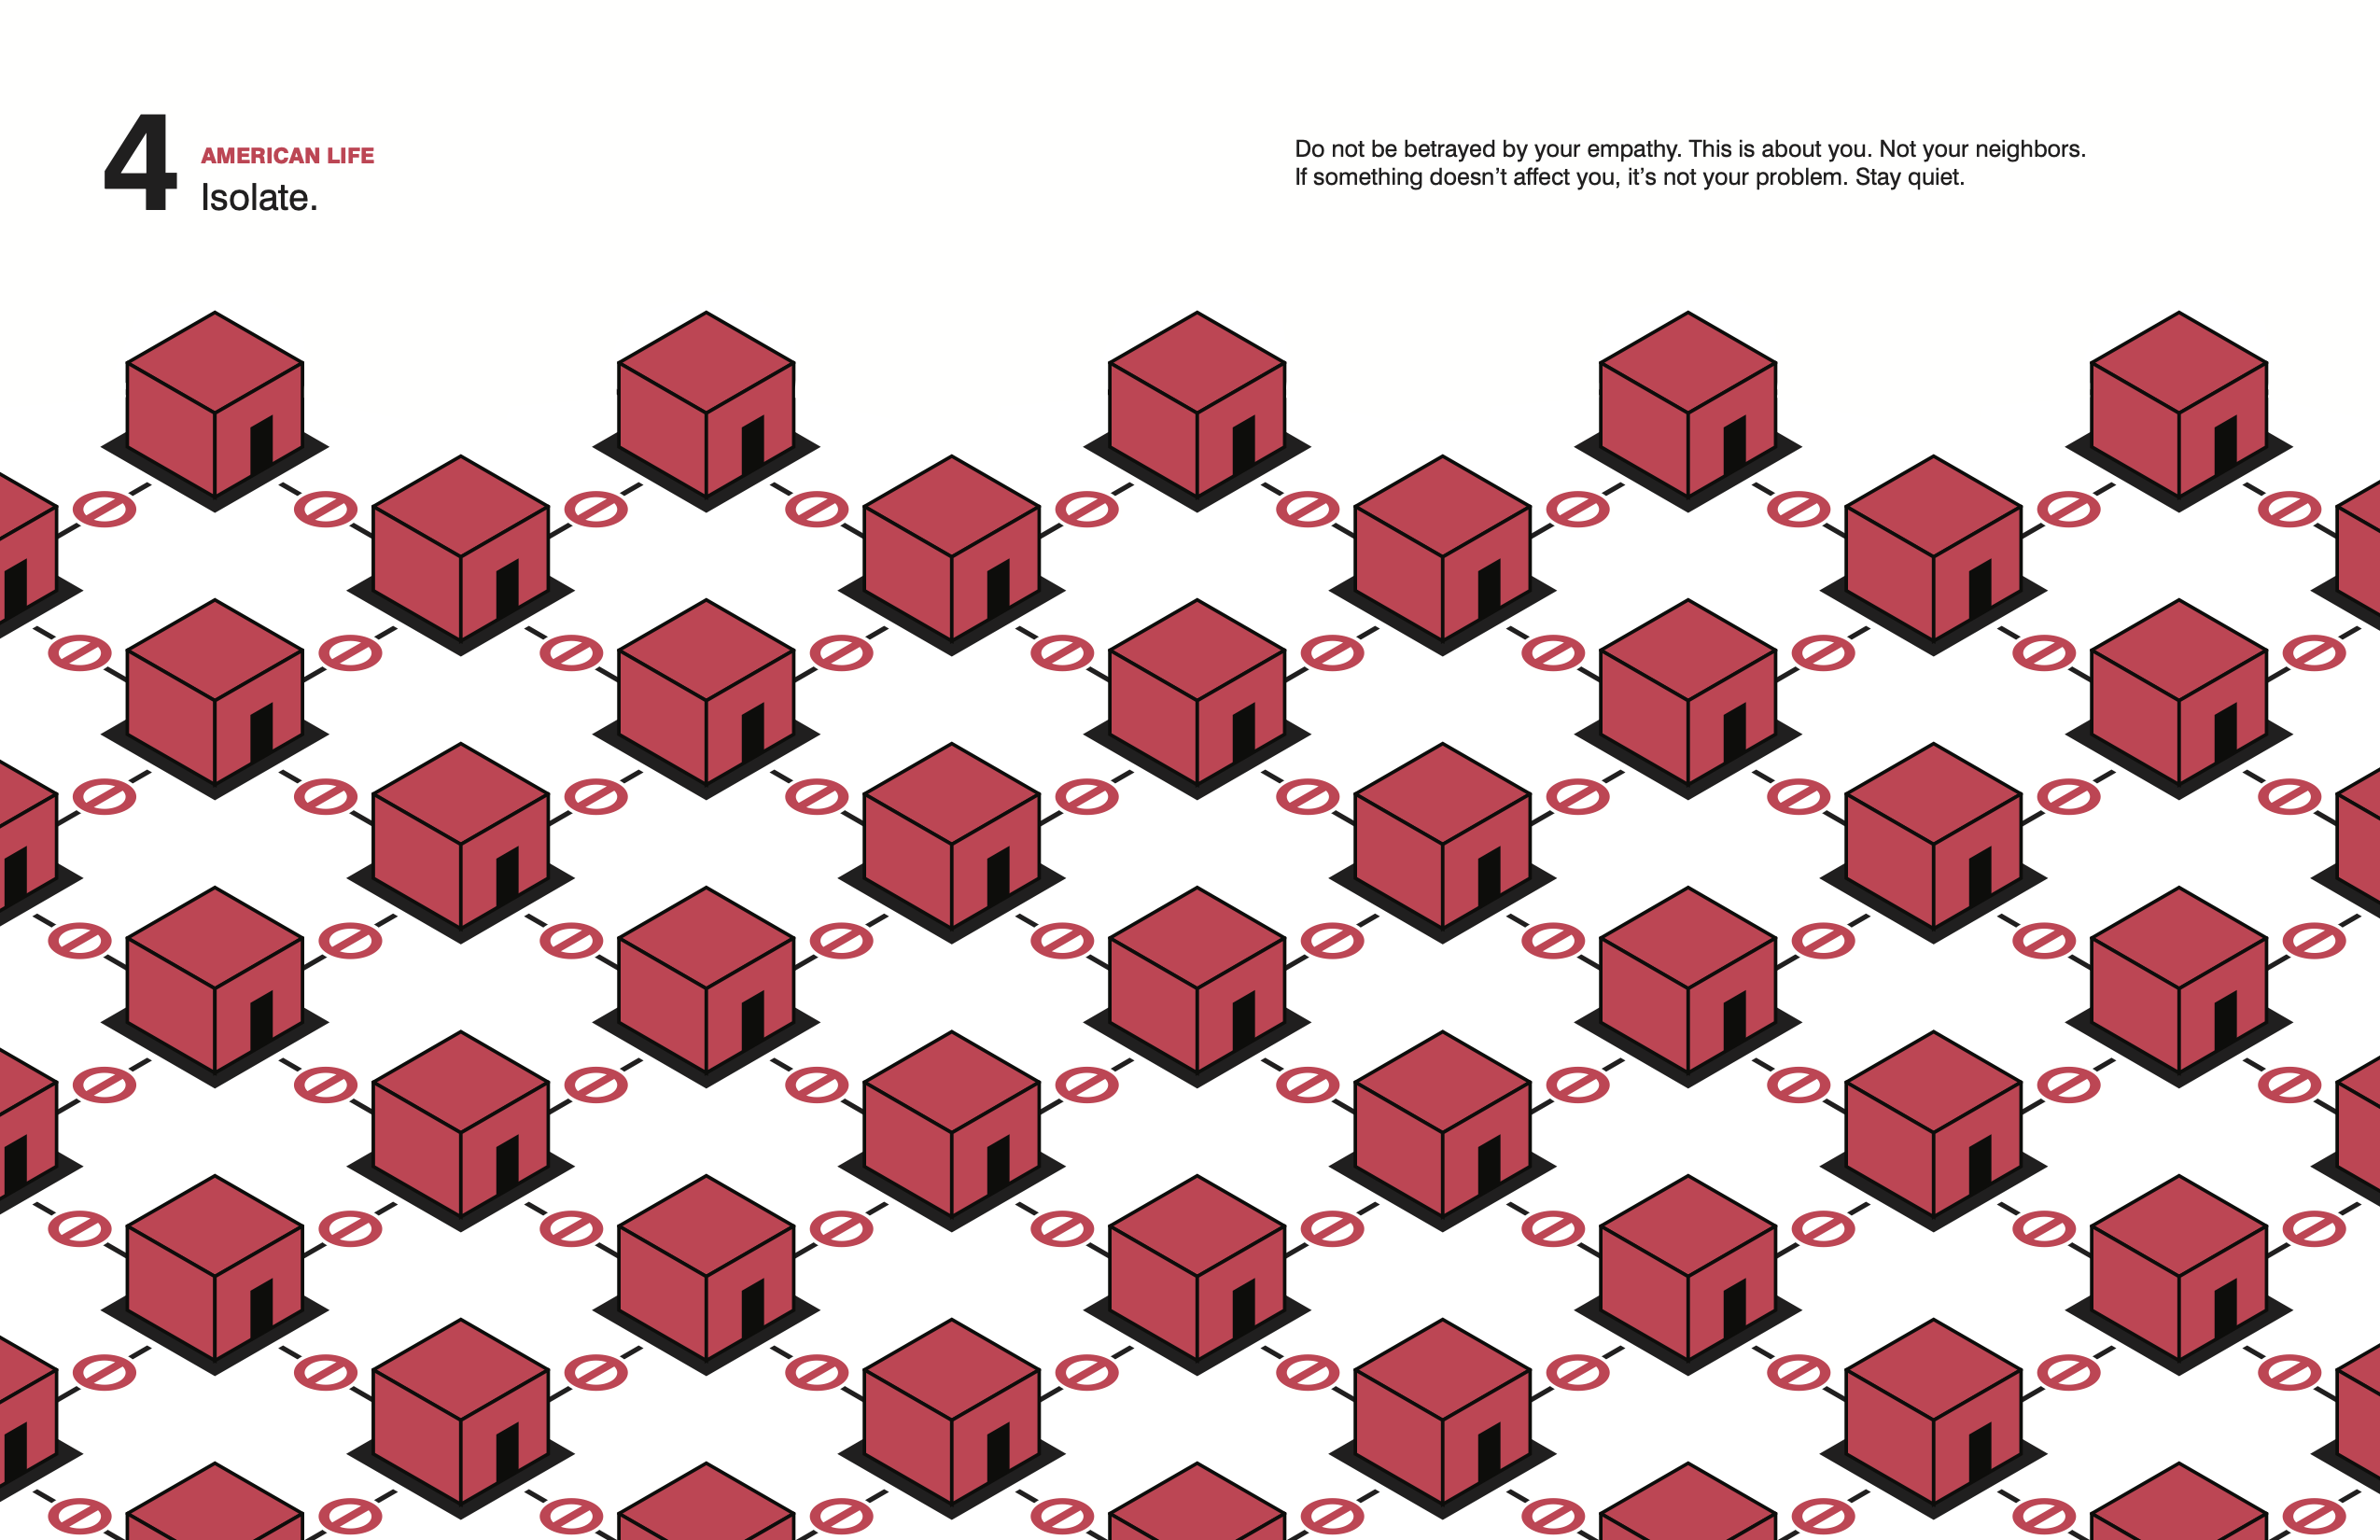 4
AMERICAN LIFE
Isolate.
Do not be betrayed by your empathy. This is about you. Not your neighbors.
If something doesn’t affect you, it’s not your problem. Stay quiet.